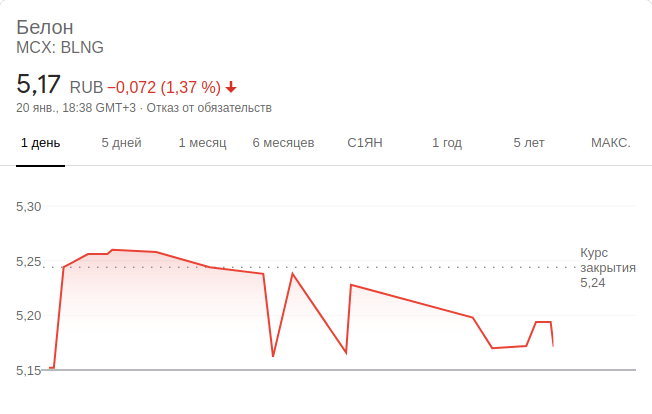 Белон
MCX: BLNG
5,17 RUB −0,072 (1,37 %)
20 янв., 18:38 GMT+3 · Отказ от обязательств
1 день 5 дней 1 месяц 6 месяцев С1ЯН 1 год 5 лет МАКС.
5,30
5,25
5,20
5,15
Курс
закрытия
5,24